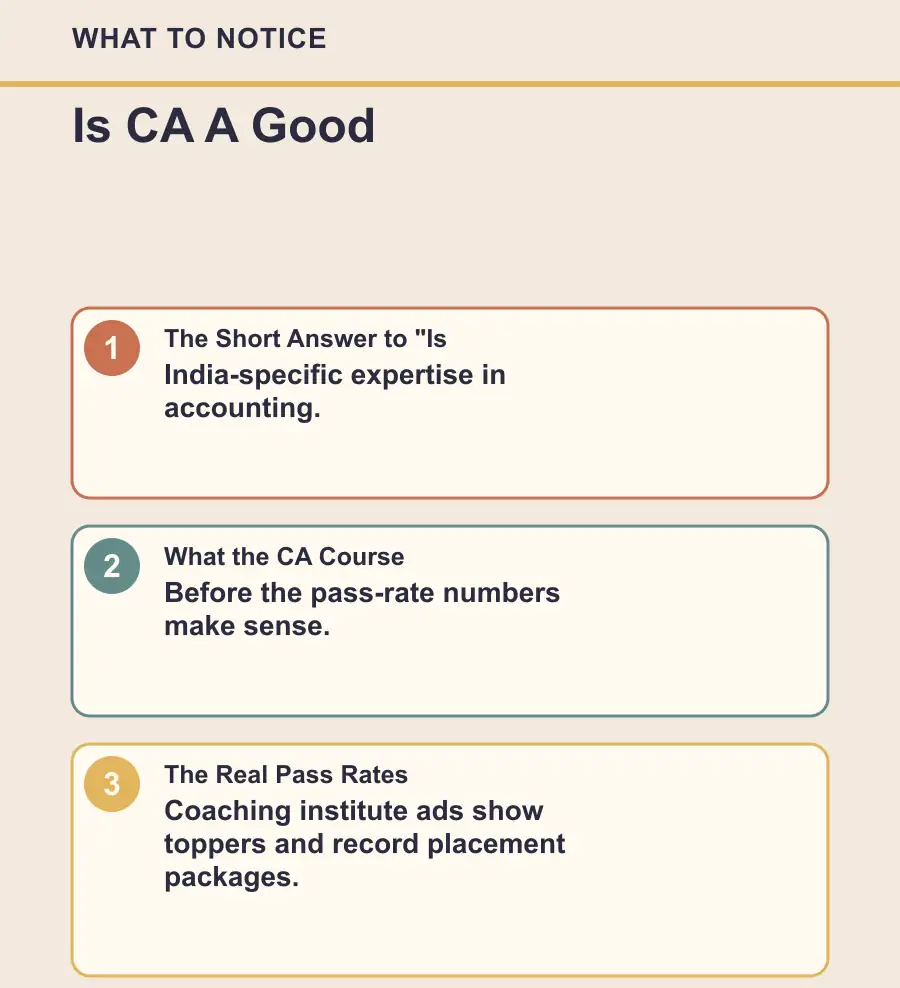 WHAT TO NOTICE
Is CA A Good
1
The Short Answer to "Is
India-specific expertise in
accounting.
2
What the CA Course
Before the pass-rate numbers
make sense.
3
The Real Pass Rates
Coaching institute ads show
toppers and record placement
packages.